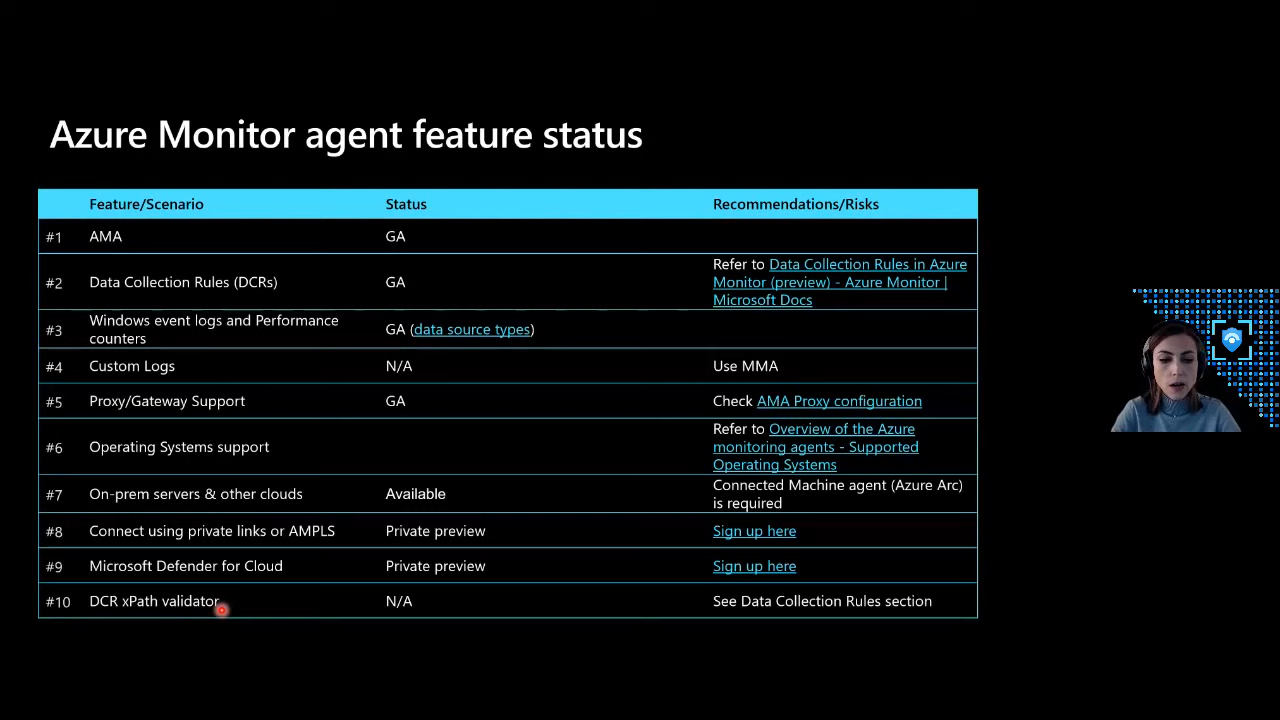 Azure Monitor agent feature status
Feature/Scenario Status Recommendations/Risks
#1 AMA GA
#2 Data Collection Rules (DCRs) GA Refer to Data Collection Rules in Azure
Monitor (preview) - Azure Monitor |
Microsoft Docs
#3 Windows event logs and Performance
counters GA (data source types)
#4 Custom Logs N/A Use MMA
#5 Proxy/Gateway Support GA Check AMA Proxy configuration
#6 Operating Systems support Refer to Overview of the Azure
monitoring agents - Supported
Operating Systems
#7 On-prem servers & other clouds Available Connected Machine agent (Azure Arc)
is required
#8 Connect using private links or AMPLS Private preview Sign up here
#9 Microsoft Defender for Cloud Private preview Sign up here
#10 DCR xPath validator N/A See Data Collection Rules section